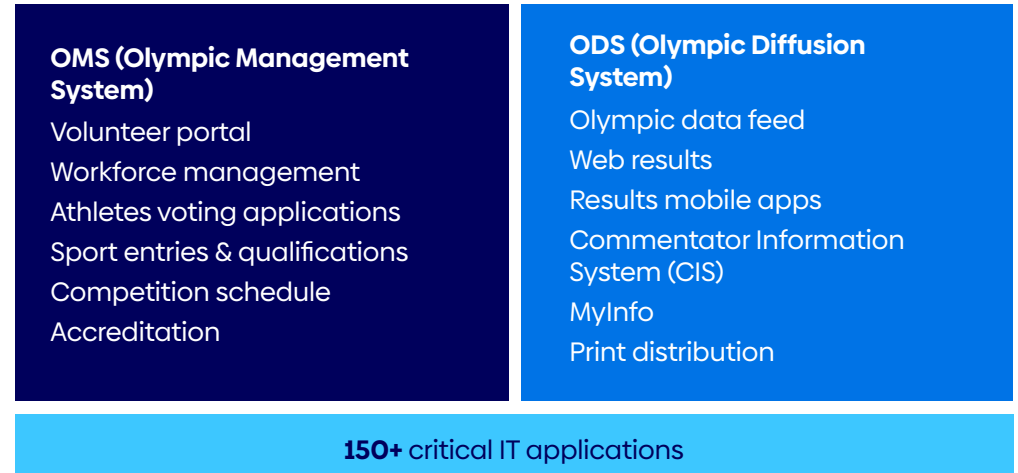 OMS (Olympic Management
System)
Volunteer portal
Workforce management
Athletes voting applications
Sport entries & qualifications
Competition schedule
Accreditation
ODS (Olympic Diffusion
System)
Olympic data feed
Web results
Results mobile apps
Commentator Information
System (CIS)
MyInfo
Print distribution
150+ critical IT applications